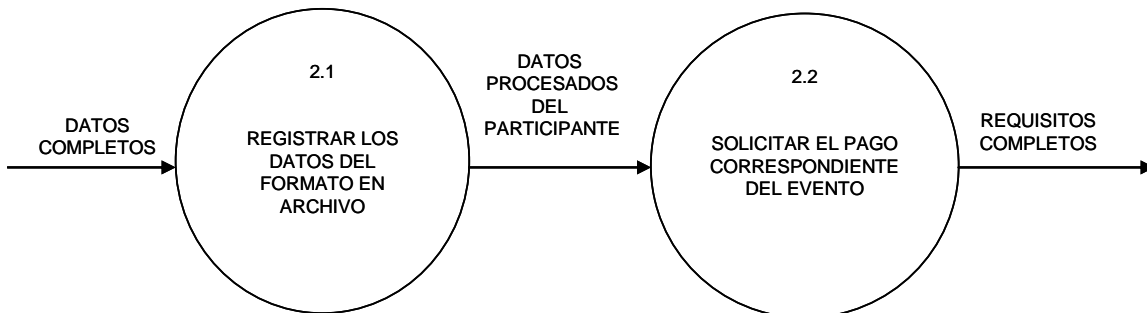 DATOS
COMPLETOS
2.1
REGISTRAR LOS
DATOS DEL
FORMATO EN
ARCHIVO
DATOS
PROCESADOS
DEL
PARTICIPANTE
2.2
SOLICITAR EL PAGO
CORRESPONDIENTE
DEL EVENTO
REQUISITOS
COMPLETOS